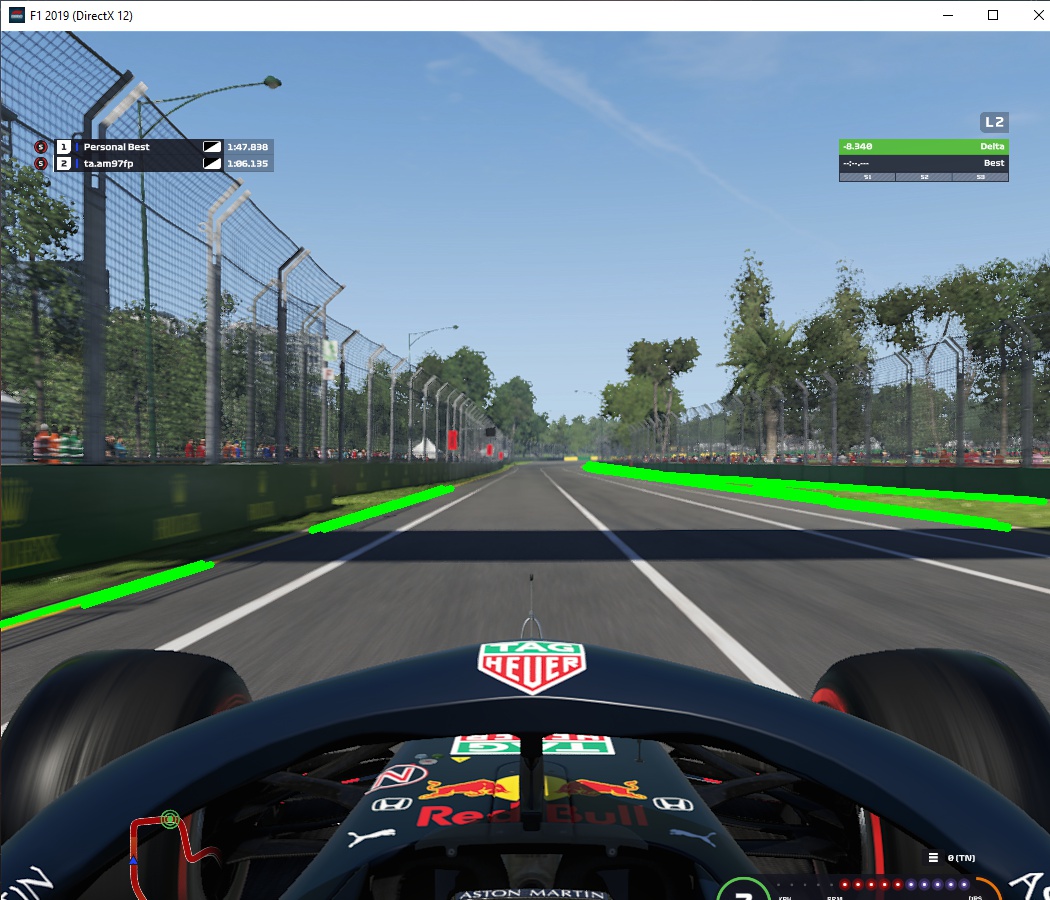 F1 2019 (DirectX 12)
L2
S 1 Personal Best 1:47.838
S 2 ta.am97fp 1:06.135
-8.340 Delta
--:--.--- Best
S1 S2 S3
TAG
HEUER
TAG
Red Bull
ASTON MARTIN
0 (TN)